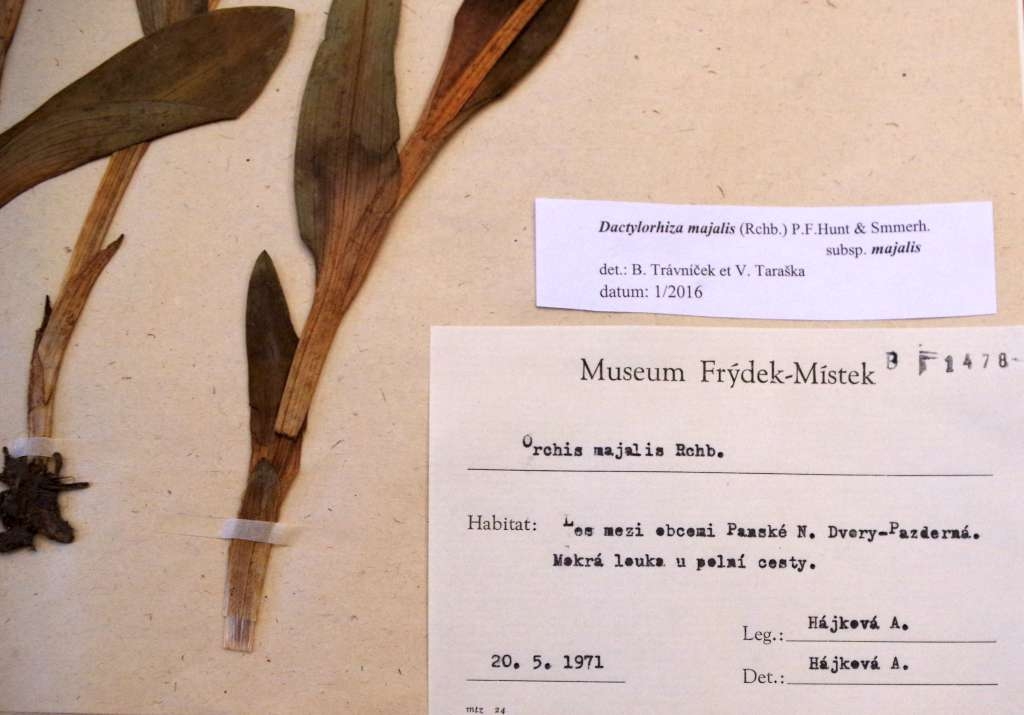 Dactylorhiza majalis (Rchb.) P.F.Hunt & Smmerh.
subsp. majalis
det.: B. Trávníček et V. Taraška
datum: 1/2016
Museum Frýdek-Místek B F 1478-
Orchis majalis Rchb.
Habitat: Les mezi obcemi Panské N. Dvory-Pazderná.
Mokrá louka u polní cesty.
Leg.: Hájková A.
20. 5. 1971
Det.: Hájková A.
mtz 24